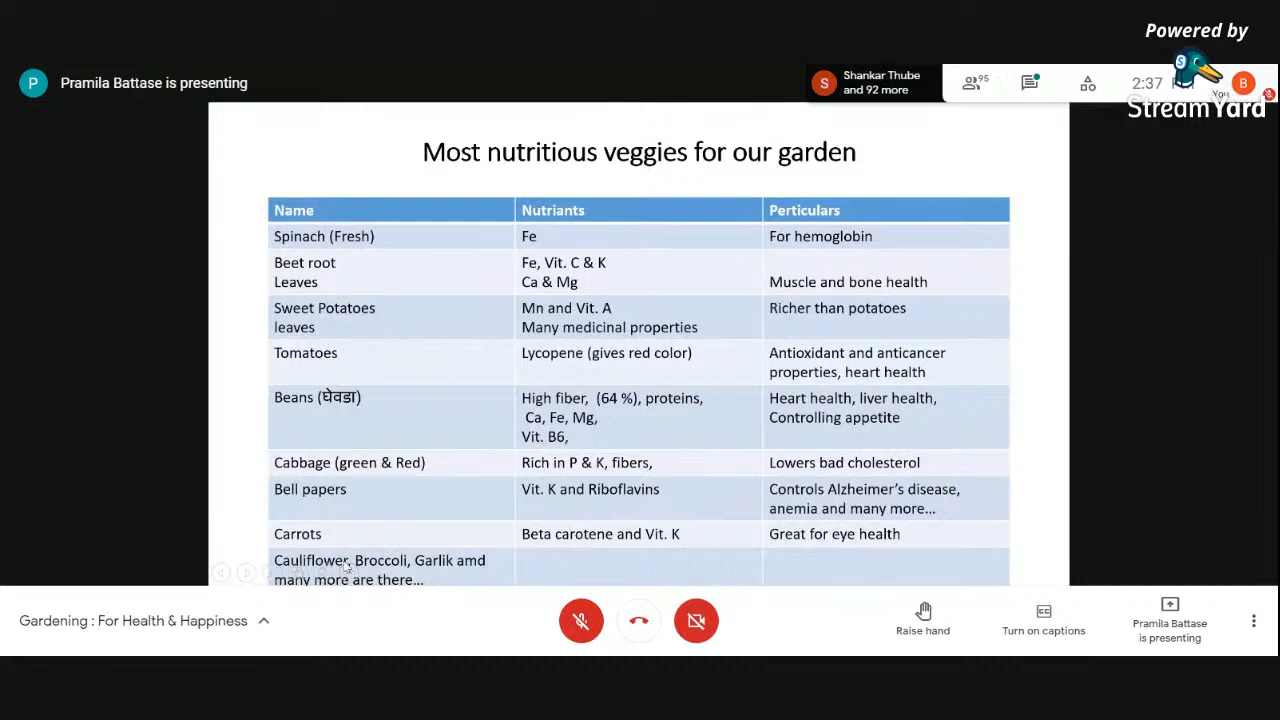 Powered by
StreamYard
P Pramila Battase is presenting
S Shankar Thube
and 92 more
95
2:37
B
You
Most nutritious veggies for our garden
Name Nutriants Perticulars
Spinach (Fresh) Fe For hemoglobin
Beet root Fe, Vit. C & K
Leaves Ca & Mg Muscle and bone health
Sweet Potatoes Mn and Vit. A Richer than potatoes
leaves Many medicinal properties
Tomatoes Lycopene (gives red color) Antioxidant and anticancer
properties, heart health
Beans (घेवडा) High fiber, (64 %), proteins, Heart health, liver health,
Ca, Fe, Mg, Controlling appetite
Vit. B6,
Cabbage (green & Red) Rich in P & K, fibers, Lowers bad cholesterol
Bell papers Vit. K and Riboflavins Controls Alzheimer's disease,
anemia and many more...
Carrots Beta carotene and Vit. K Great for eye health
Cauliflower, Broccoli, Garlik amd
many more are there...
Gardening : For Health & Happiness
Raise hand
Turn on captions
Pramila Battase
is presenting